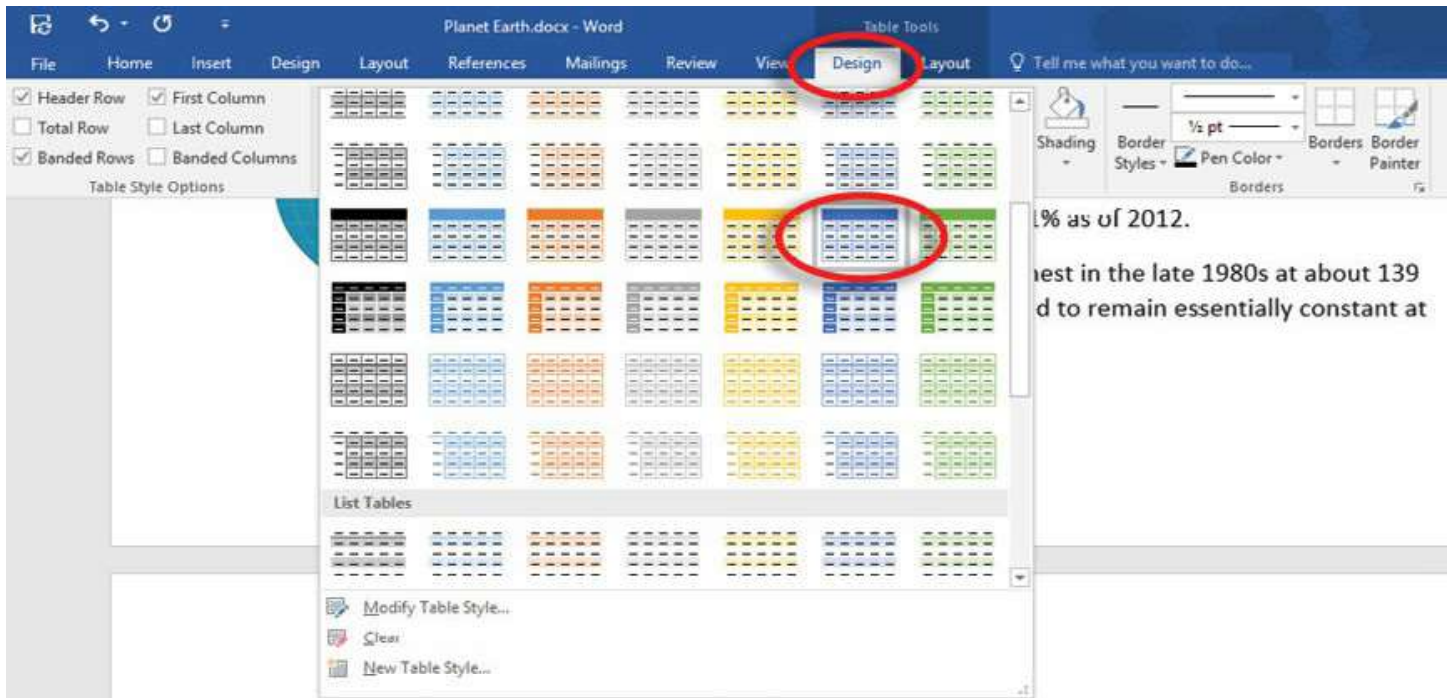 Planet Earth.docx - Word
Table Tools
File Home Insert Design Layout References Mailings Review View Design Layout Tell me what you want to do...
Header Row First Column
Total Row Last Column
Banded Rows Banded Columns
Table Style Options
Shading
Border Styles
½ pt
Pen Color
Borders
Border Painter
Borders
1% as of 2012.
nest in the late 1980s at about 139
d to remain essentially constant at
List Tables
Modify Table Style...
Clear
New Table Style...